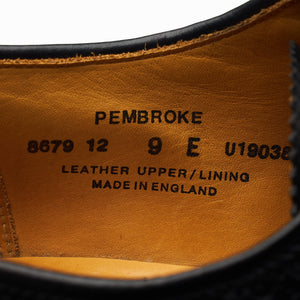 PEMBROKE
8679 12 9 E U19038
LEATHER UPPER/LINING
MADE IN ENGLAND